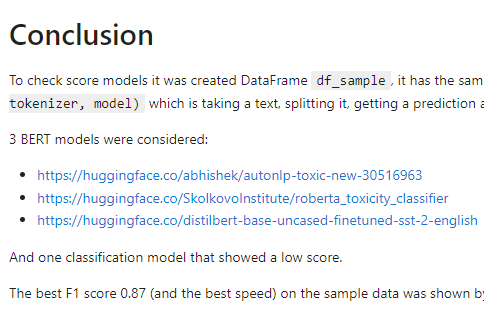 Conclusion
To check score models it was created DataFrame df_sample, it has the sam
tokenizer, model) which is taking a text, splitting it, getting a prediction a
3 BERT models were considered:
https://huggingface.co/abhishek/autonlp-toxic-new-30516963
https://huggingface.co/SkolkovoInstitute/roberta_toxicity_classifier
https://huggingface.co/distilbert-base-uncased-finetuned-sst-2-english
And one classification model that showed a low score.
The best F1 score 0.87 (and the best speed) on the sample data was shown by